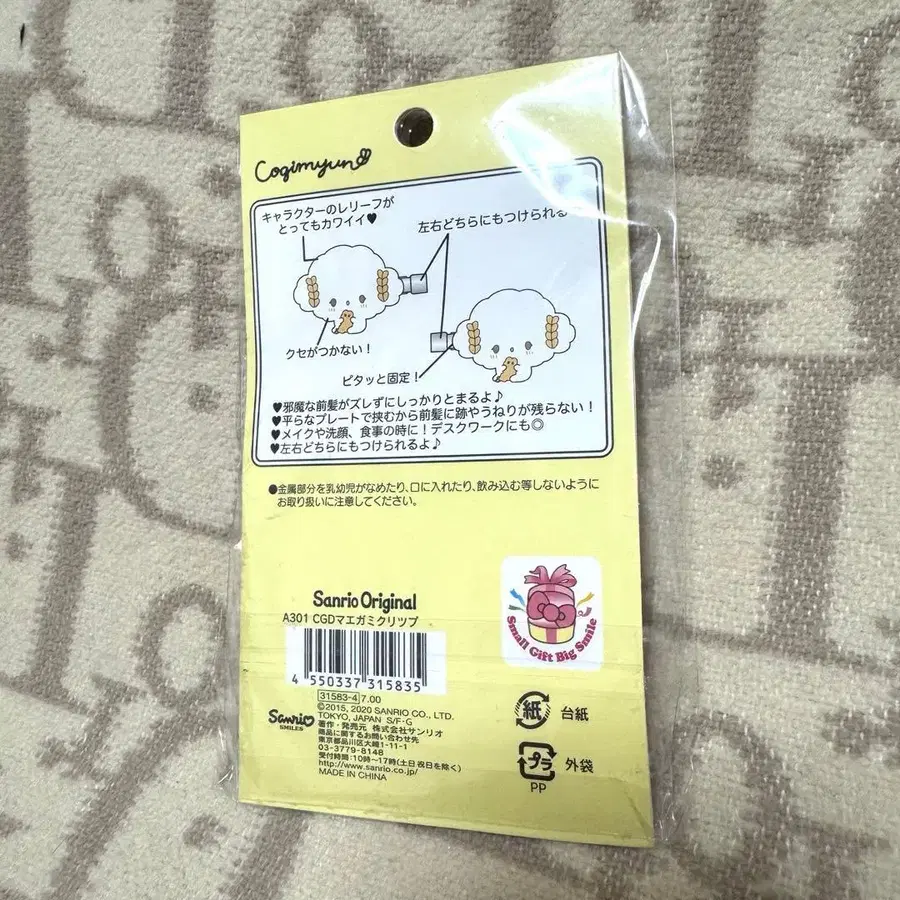 Cogimyun
キャラクターのレリーフが
とってもカワイイ♥
左右どちらにもつけられる
クセがつかない!
ピタッと固定!
♥邪魔な前髪がズレずにしっかりとまるよ♪
♥平らなプレートで挟むから前髪に跡やうねりが残らない!
♥メイクや洗顔、食事の時に!デスクワークにも◎
♥左右どちらにもつけられるよ♪
●金属部分を乳幼児がなめたり、口に入れたり、飲み込む等しないように
お取り扱いに注意してください。
Sanrio Original
A301 CGDマエガミクリツプ
4 550337 315835
31583-4 7.00
©2015, 2020 SANRIO CO., LTD.
TOKYO, JAPAN S/F・G
著作・発売元 株式会社サンリオ
商品に関するお問い合わせ先
東京都品川区大崎1-11-1
03-3779-8148
受付時間:10時〜17時(土日祝日を除く)
http://www.sanrio.co.jp/
MADE IN CHINA
Sanrio
SMILES
Small Gift Big Smile
紙 台紙
プラ 外袋
PP